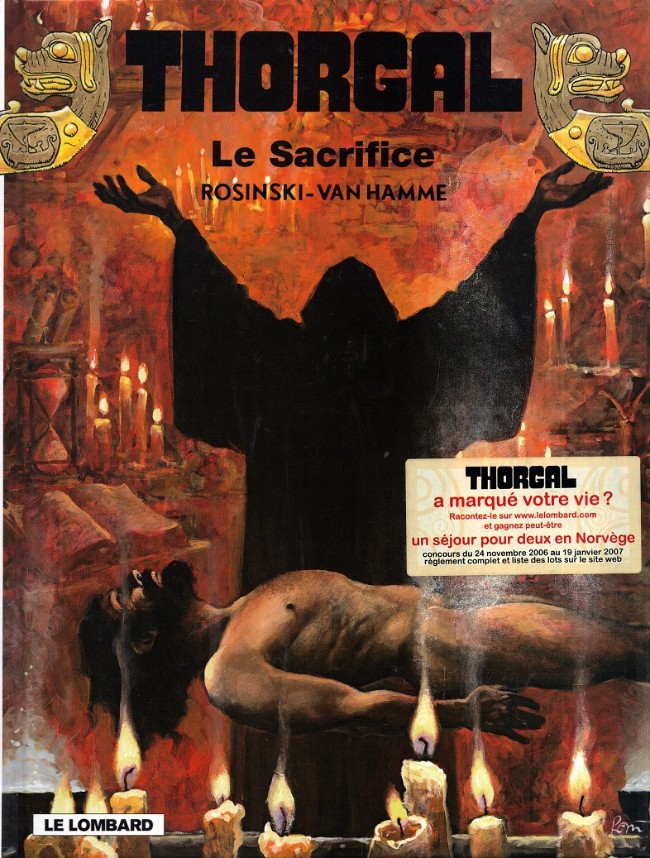 THORGAL
Le Sacrifice
ROSINSKI-VAN HAMME
THORGAL
a marqué votre vie ?
Racontez-le sur www.lelombard.com
et gagnez peut-être
un séjour pour deux en Norvège
concours du 24 novembre 2006 au 19 janvier 2007
règlement complet et liste des lots sur le site web
LE LOMBARD